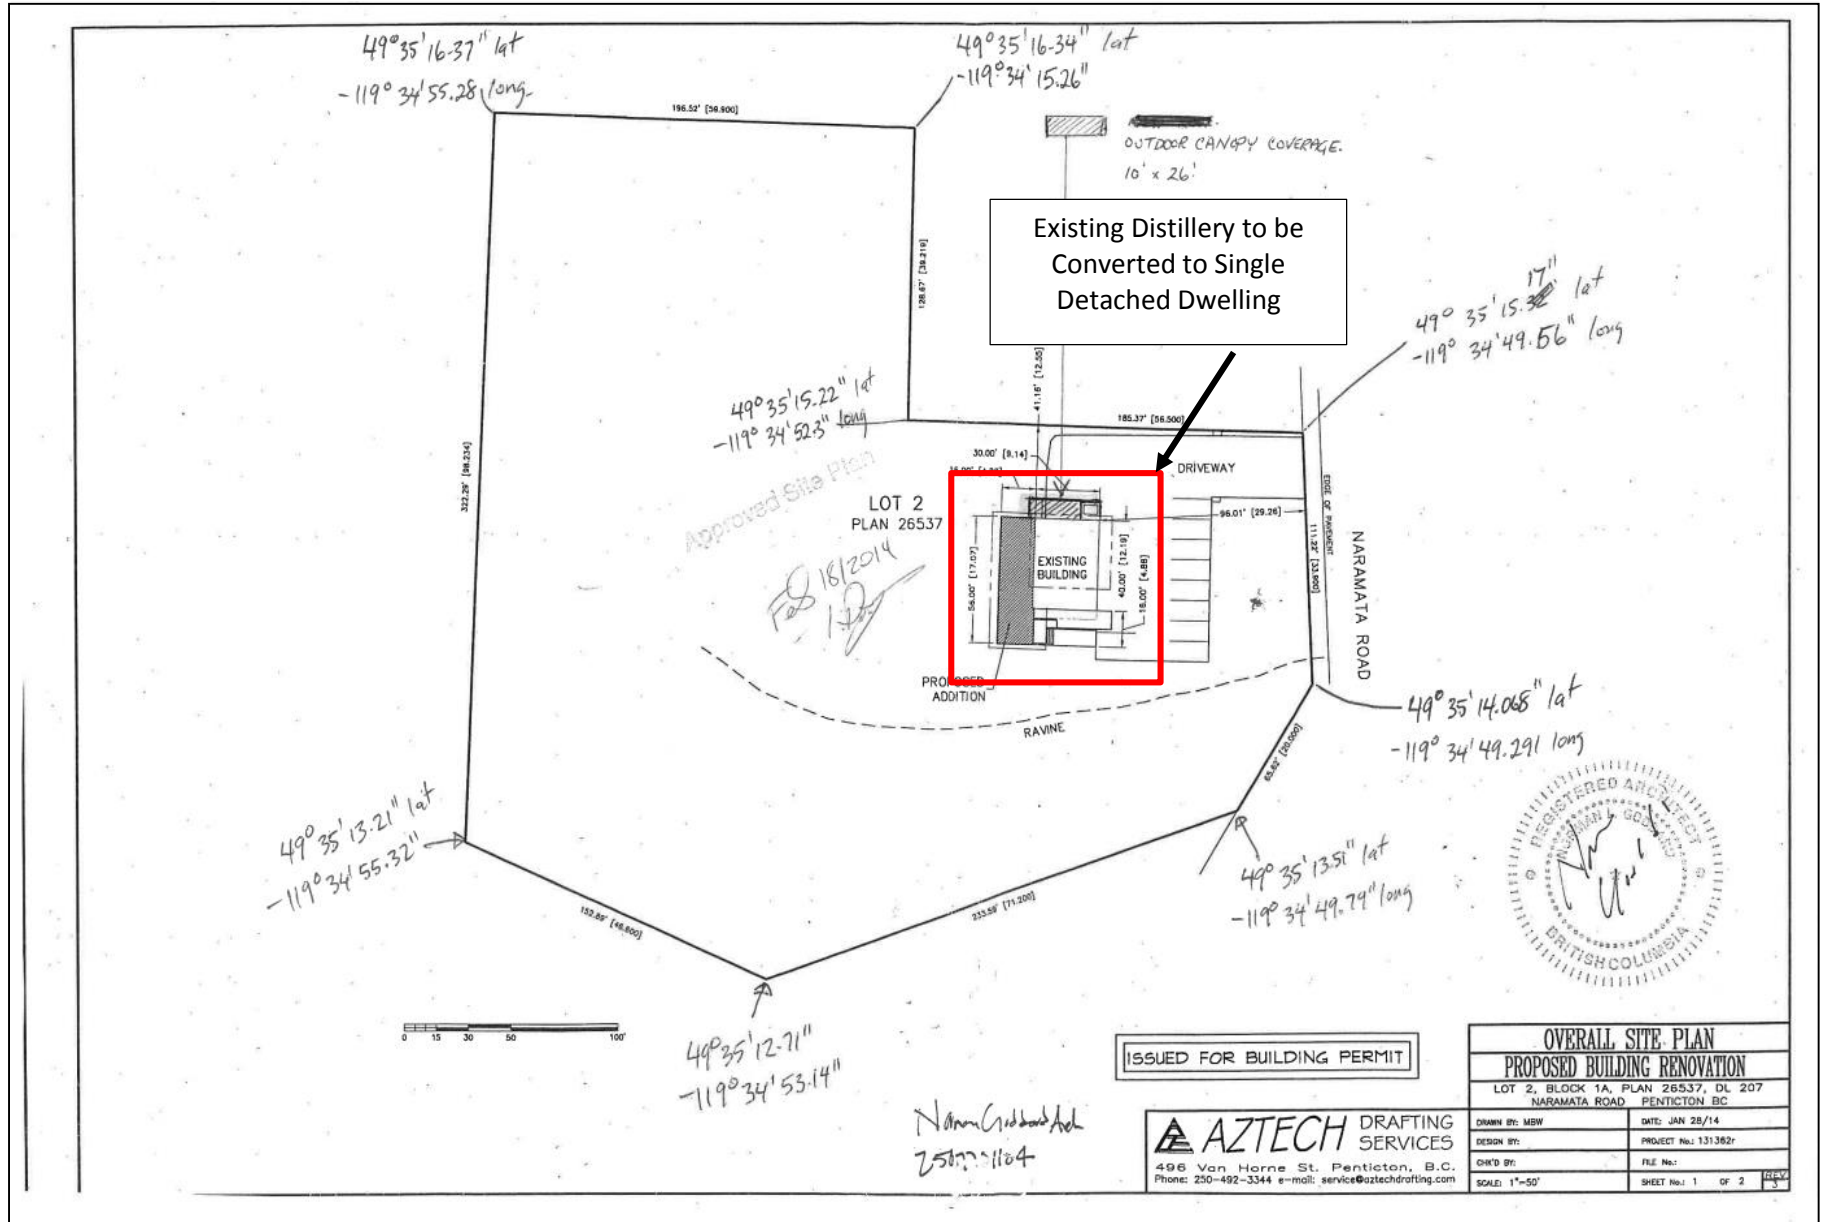 49°35'16.37" lat
-119° 34'55.28 long.
49°35'16.34" lat
-119° 34' 15.26"
196.52' [59.900]
OUTDOOR CANOPY COVERAGE.
10' x 26'
Existing Distillery to be
Converted to Single
Detached Dwelling
128.67' [39.219]
41.16' [12.55]
17"
49° 35' 15. lat
-119° 34' 49.56" long
49° 35' 15.22" lat
-119° 34' 52.3" long
185.37' [56.500]
30.00' [9.14]
DRIVEWAY
Approved Site Plan
LOT 2
PLAN 26537
Feb 18/2014
322.29' [98.234]
96.01' [29.26]
EDGE OF PAVEMENT
111.22' [33.900]
NARAMATA ROAD
EXISTING
BUILDING
56.00' [17.07]
40.00' [12.19]
16.00' [4.88]
PROPOSED
ADDITION
RAVINE
49° 35' 14.068" lat
-119° 34' 49.291 long
65.62' [20.000]
49° 35' 13.21" lat
-119° 34' 55.32"
49° 35' 13.51" lat
-119° 34' 49.79" long
152.89' [46.600]
233.59' [71.200]
REGISTERED ARCHITECT
NORMAN L. GODDARD
BRITISH COLUMBIA
0 15 30 50 100'
49°35'12.71"
-119° 34' 53.14"
ISSUED FOR BUILDING PERMIT
OVERALL SITE PLAN
PROPOSED BUILDING RENOVATION
LOT 2, BLOCK 1A, PLAN 26537, DL 207
NARAMATA ROAD PENTICTON BC
DRAWN BY: MBW
DATE: JAN 28/14
DESIGN BY:
PROJECT No.: 131362r
CHK'D BY:
FILE No.:
SCALE: 1"=50'
SHEET No.: 1 OF 2
REV
3
AZTECH DRAFTING
SERVICES
496 Van Horne St. Penticton, B.C.
Phone: 250-492-3344 e-mail: service@aztechdrafting.com
Norman Goddard Arch